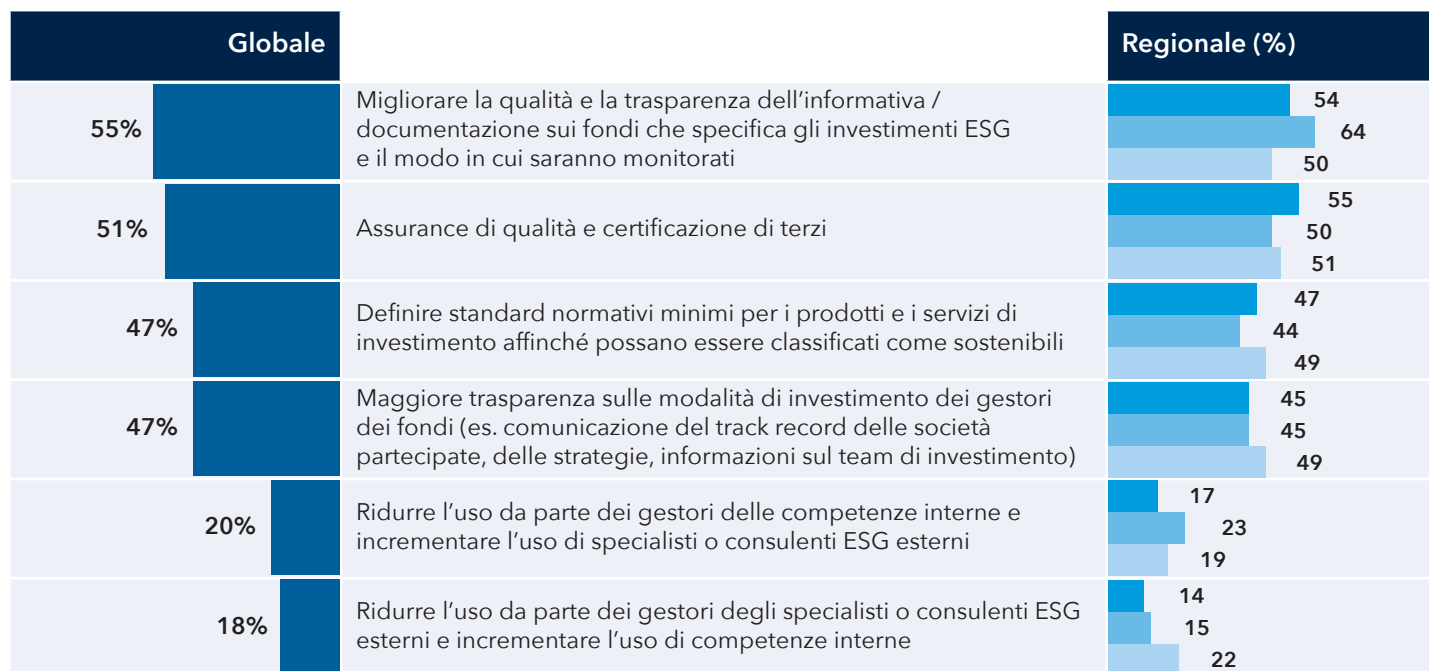 Globale
Regionale (%)
55%
Migliorare la qualità e la trasparenza dell'informativa /
documentazione sui fondi che specifica gli investimenti ESG
e il modo in cui saranno monitorati
54
64
50
51%
Assurance di qualità e certificazione di terzi
55
50
51
47%
Definire standard normativi minimi per i prodotti e i servizi di
investimento affinché possano essere classificati come sostenibili
47
44
49
47%
Maggiore trasparenza sulle modalità di investimento dei gestori
dei fondi (es. comunicazione del track record delle società
partecipate, delle strategie, informazioni sul team di investimento)
45
45
49
20%
Ridurre l'uso da parte dei gestori delle competenze interne e
incrementare l'uso di specialisti o consulenti ESG esterni
17
23
19
18%
Ridurre l'uso da parte dei gestori degli specialisti o consulenti ESG
esterni e incrementare l'uso di competenze interne
14
15
22